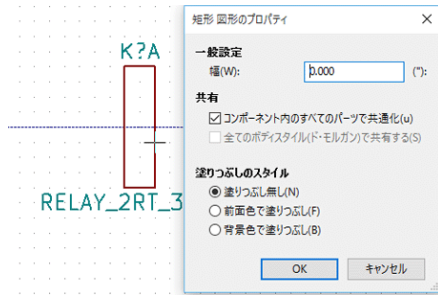 K?A
RELAY_2RT_3
矩形 図形のプロパティ
一般設定
幅(W): 0.000 ("):
共有
コンポーネント内のすべてのパーツで共通化(u)
全てのボディスタイル(ド・モルガン)で共有する(S)
塗りつぶしのスタイル
塗りつぶし無し(N)
前面色で塗りつぶし(F)
背景色で塗りつぶし(B)
OK キャンセル